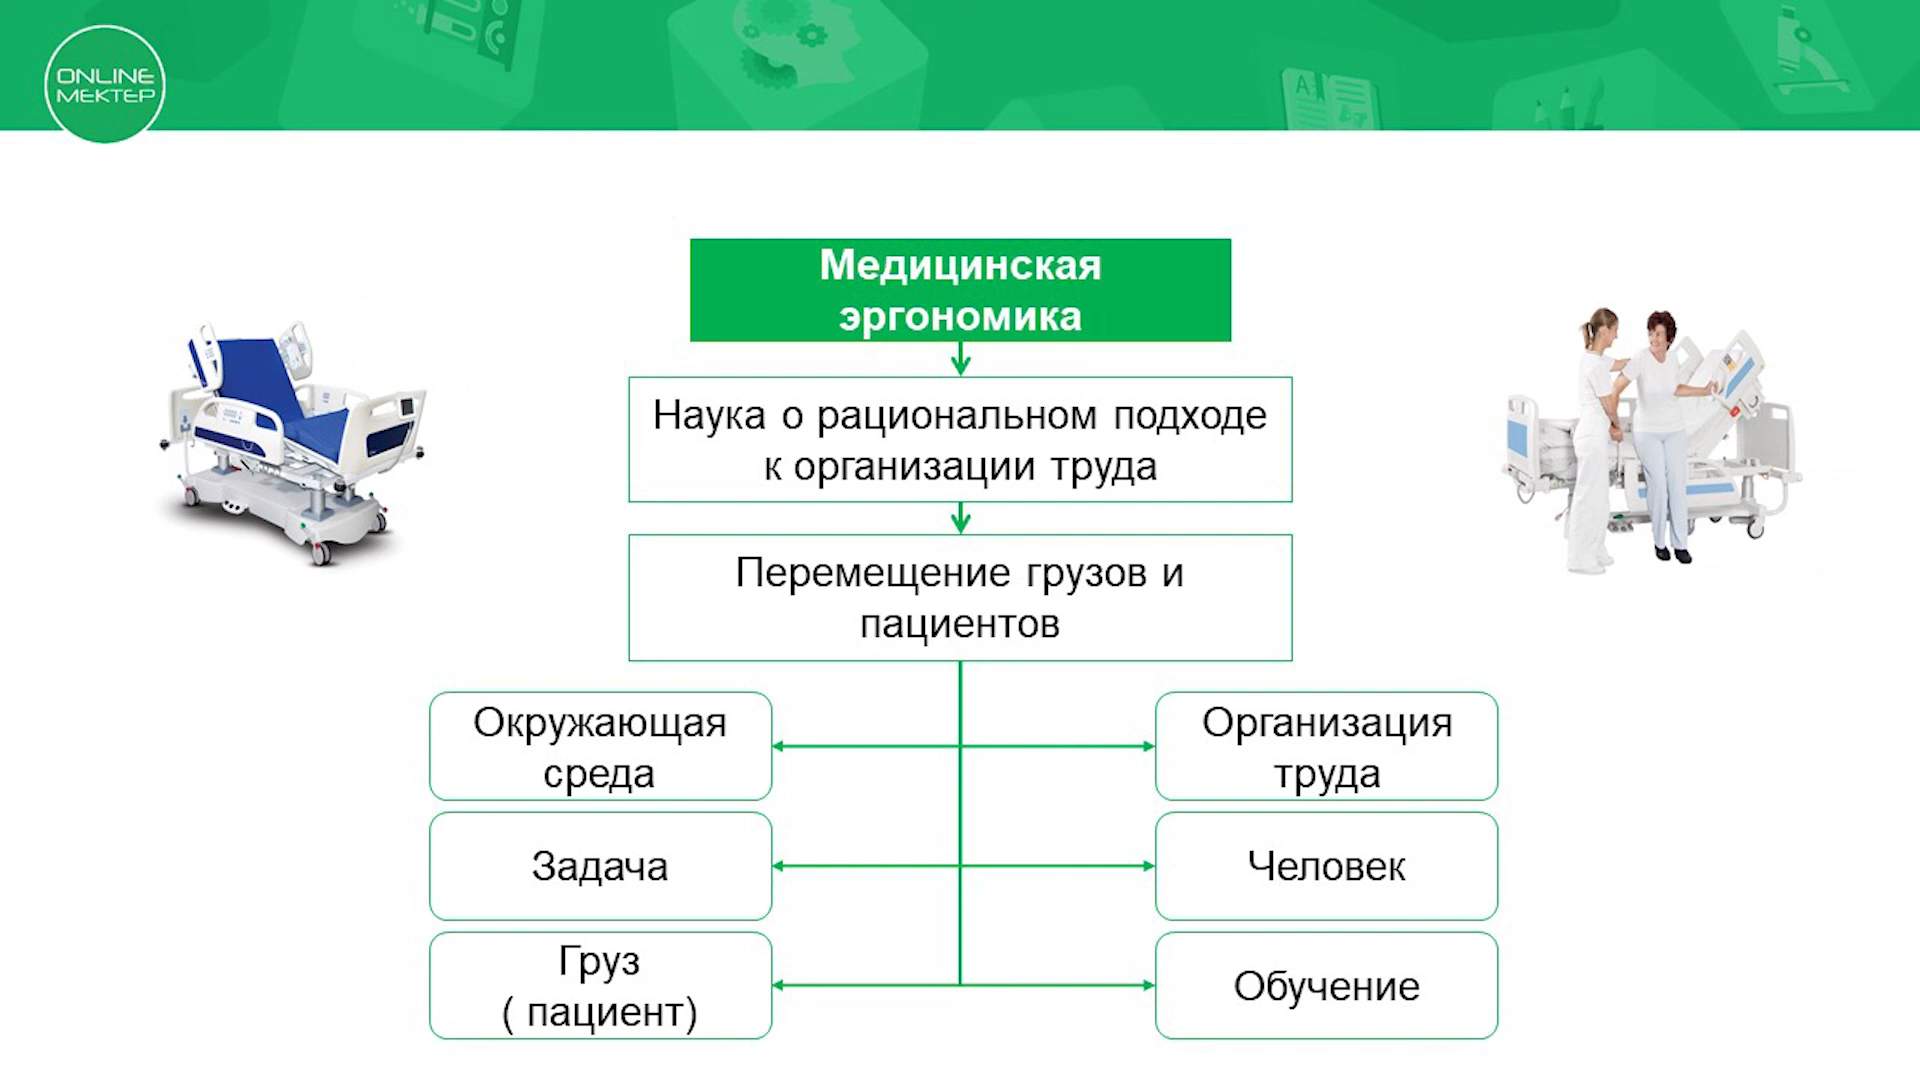 ONLINE
МЕКТЕР
Медицинская
эргономика
Наука о рациональном подходе
к организации труда
Перемещение грузов и
пациентов
Окружающая
среда
Организация
труда
Задача
Человек
Груз
( пациент)
Обучение